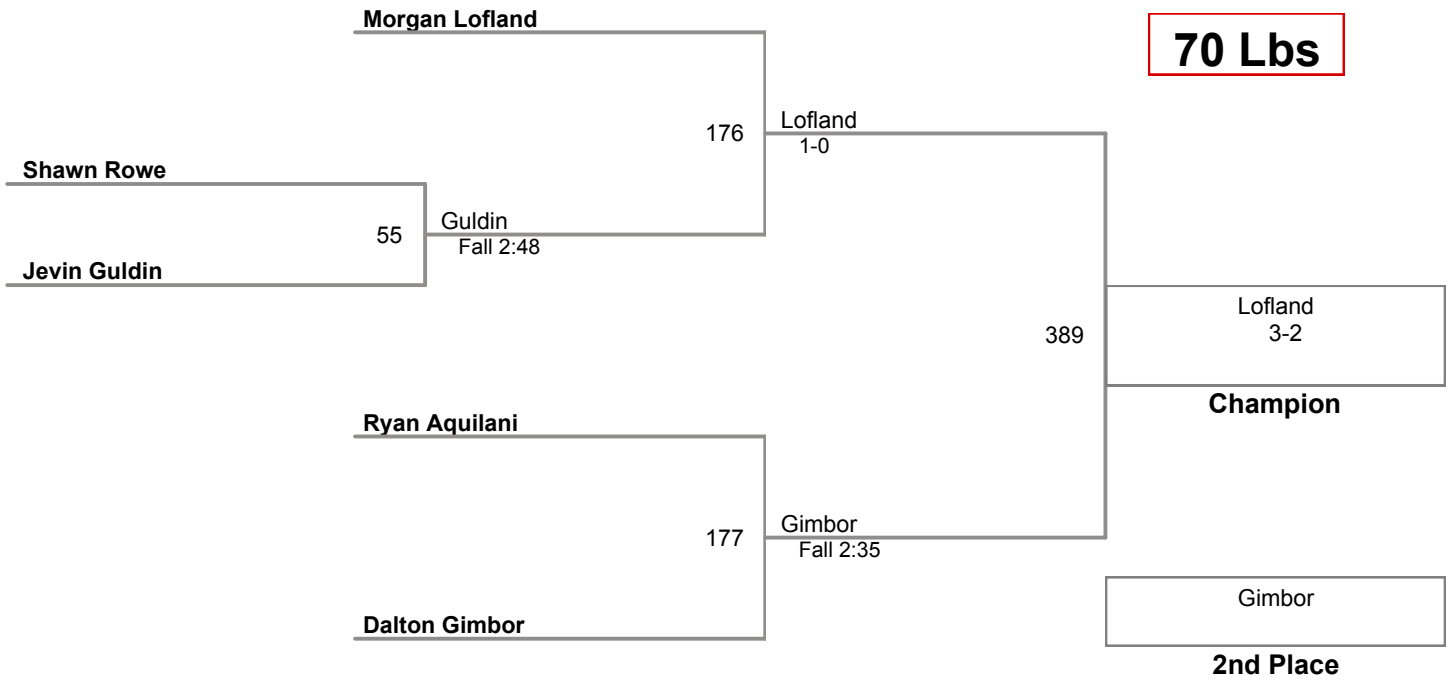 Morgan Lofland
70 Lbs
176
Lofland
1-0
Shawn Rowe
55
Guldin
Fall 2:48
Jevin Guldin
389
Lofland
3-2
Champion
Ryan Aquilani
177
Gimbor
Fall 2:35
Gimbor
Dalton Gimbor
2nd Place